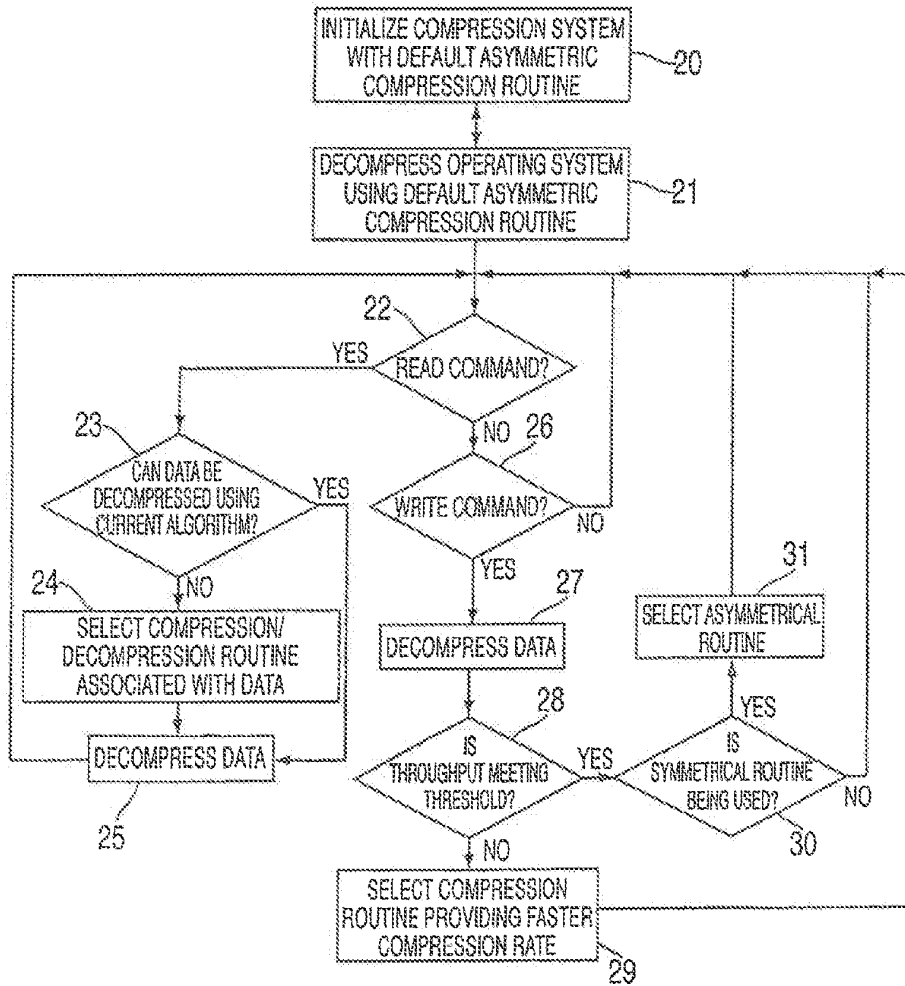 INITIALIZE COMPRESSION SYSTEM
WITH DEFAULT ASYMMETRIC
COMPRESSION ROUTINE
20
DECOMPRESS OPERATING SYSTEM
USING DEFAULT ASYMMETRIC
COMPRESSION ROUTINE
21
22
YES
READ COMMAND?
NO
23
CAN DATA BE
DECOMPRESSED USING
CURRENT ALGORITHM?
YES
NO
24
SELECT COMPRESSION/
DECOMPRESSION ROUTINE
ASSOCIATED WITH DATA
DECOMPRESS DATA
25
26
WRITE COMMAND?
NO
YES
27
DECOMPRESS DATA
28
IS
THROUGHPUT MEETING
THRESHOLD?
YES
NO
SELECT COMPRESSION
ROUTINE PROVIDING FASTER
COMPRESSION RATE
29
31
SELECT ASYMMETRICAL
ROUTINE
YES
IS
SYMMETRICAL ROUTINE
BEING USED?
NO
30